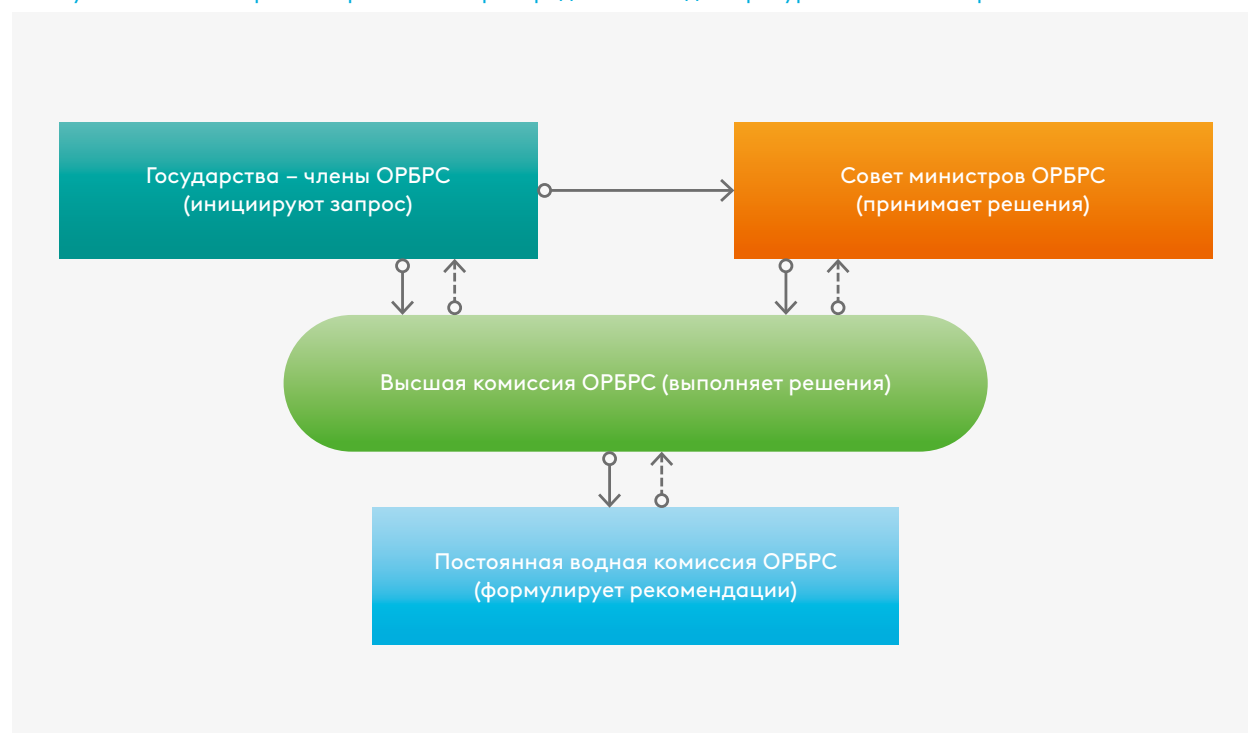 Государства – члены ОРБРС
(инициируют запрос)
Совет министров ОРБРС
(принимает решения)
Высшая комиссия ОРБРС (выполняет решения)
Постоянная водная комиссия ОРБРС
(формулирует рекомендации)